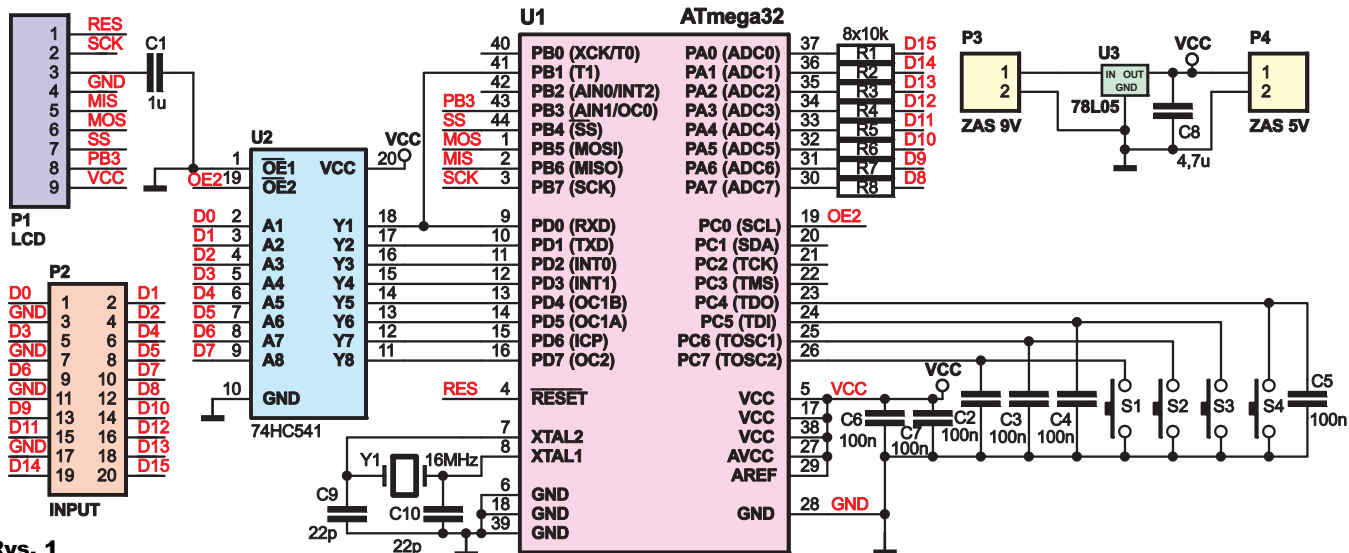 U1
ATmega32
P1
LCD
1 RES
2 SCK
3
4 GND
5 MIS
6 MOS
7 SS
8 PB3
9 VCC
C1
1u
U2
VCC
1 OE1 VCC 20
OE2 19 OE2
D0 2 A1 Y1 18
D1 3 A2 Y2 17
D2 4 A3 Y3 16
D3 5 A4 Y4 15
D4 6 A5 Y5 14
D5 7 A6 Y6 13
D6 8 A7 Y7 12
D7 9 A8 Y8 11
10 GND
74HC541
P2
D0 1 2 D1
GND 3 4 D2
D3 5 6 D4
GND 7 8 D5
D6 9 10 D7
GND 11 12 D8
D9 13 14 D10
D11 15 16 D12
GND 17 18 D13
D14 19 20 D15
INPUT
40 PB0 (XCK/T0)
41 PB1 (T1)
42 PB2 (AIN0/INT2)
PB3 43 PB3 (AIN1/OC0)
SS 44 PB4 (SS)
MOS 1 PB5 (MOSI)
MIS 2 PB6 (MISO)
SCK 3 PB7 (SCK)
9 PD0 (RXD)
10 PD1 (TXD)
11 PD2 (INT0)
12 PD3 (INT1)
13 PD4 (OC1B)
14 PD5 (OC1A)
15 PD6 (ICP)
16 PD7 (OC2)
RES 4 RESET
7 XTAL2
8 XTAL1
6 GND
18 GND
39 GND
Y1 16MHz
C9
22p
C10
22p
8x10k
PA0 (ADC0) 37 R1 D15
PA1 (ADC1) 36 R2 D14
PA2 (ADC2) 35 R3 D13
PA3 (ADC3) 34 R4 D12
PA4 (ADC4) 33 R5 D11
PA5 (ADC5) 32 R6 D10
PA6 (ADC6) 31 R7 D9
PA7 (ADC7) 30 R8 D8
PC0 (SCL) 19 OE2
PC1 (SDA) 20
PC2 (TCK) 21
PC3 (TMS) 22
PC4 (TDO) 23
PC5 (TDI) 24
PC6 (TOSC1) 25
PC7 (TOSC2) 26
VCC 5 VCC
VCC 17
VCC 38
AVCC 27
AREF 29
GND 28 GND
VCC
C6
100n
C7
100n
C2
100n
C3
100n
C4
100n
S1
S2
S3
S4
C5
100n
P3
1
2
ZAS 9V
U3
IN OUT
GND
78L05
VCC
C8
4,7u
P4
1
2
ZAS 5V
Rys. 1